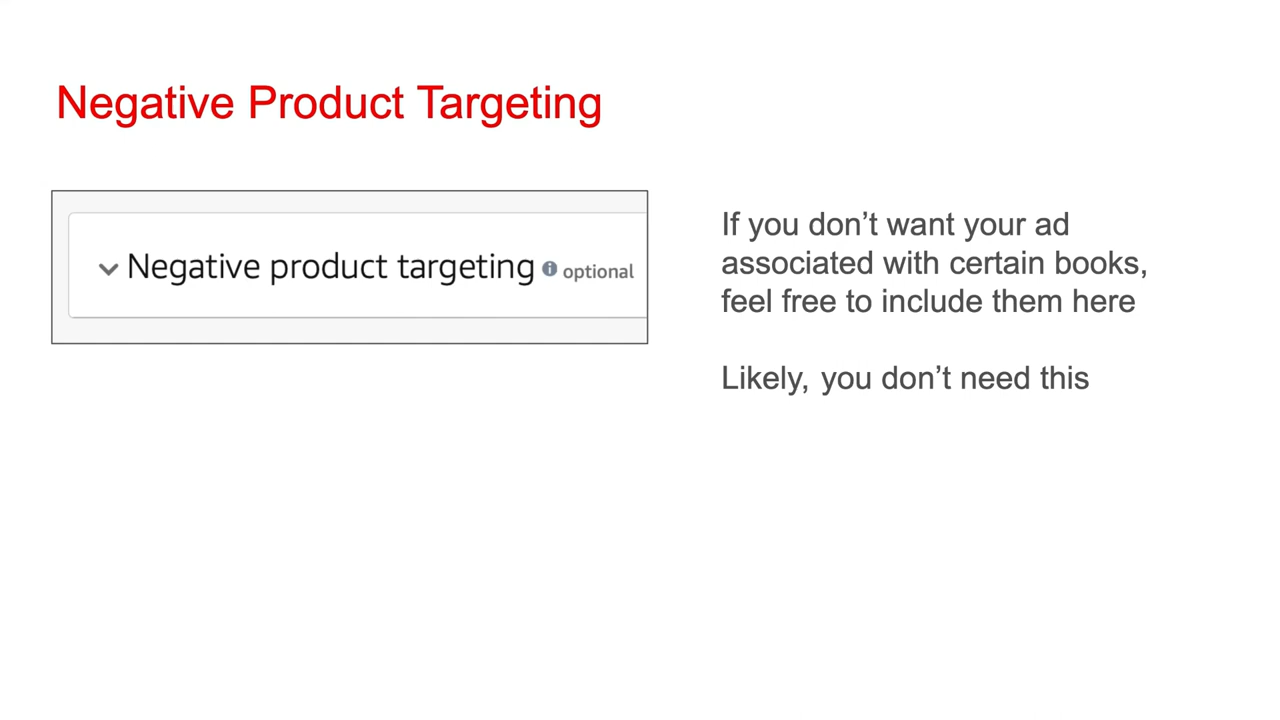 Negative Product Targeting
Negative product targeting optional
If you don’t want your ad
associated with certain books,
feel free to include them here
Likely, you don’t need this